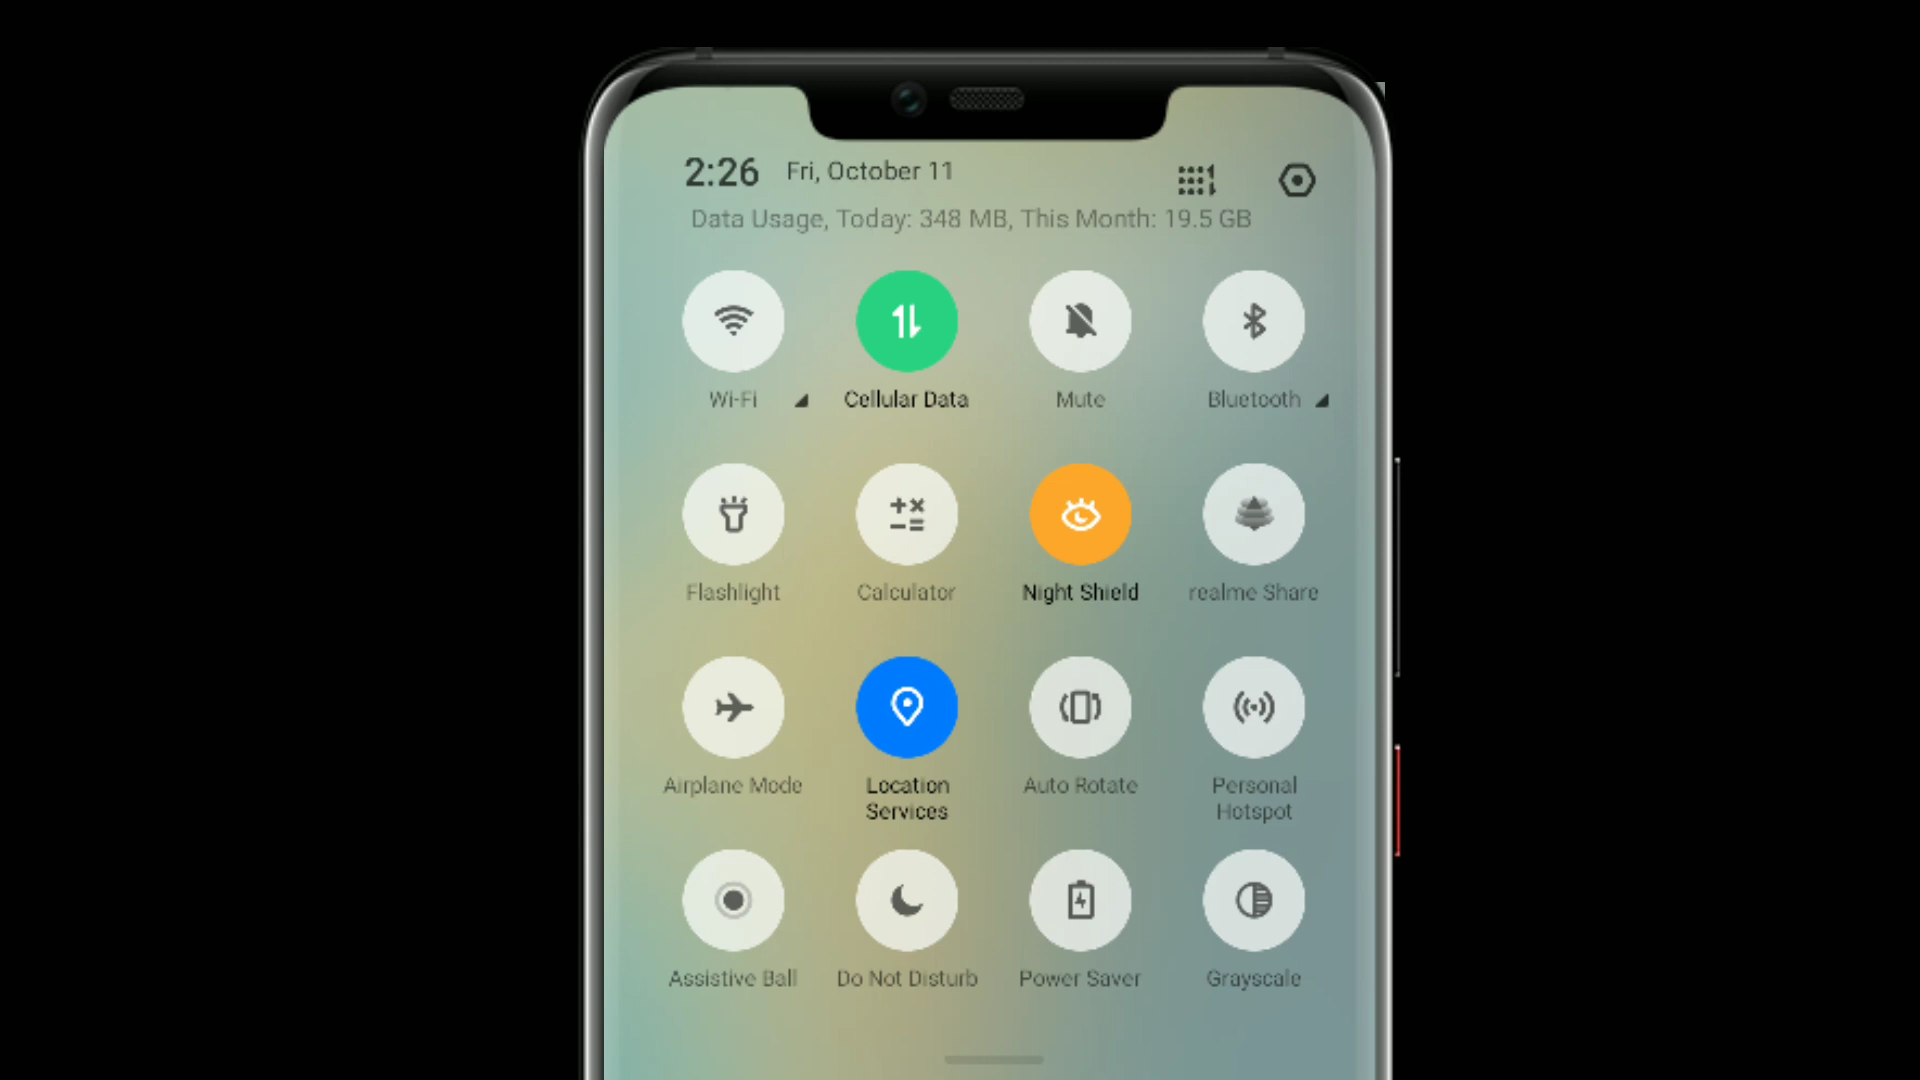 2:26 Fri, October 11
Data Usage, Today: 348 MB, This Month: 19.5 GB
Wi-Fi Cellular Data Mute Bluetooth
Flashlight Calculator Night Shield realme Share
Airplane Mode Location Services Auto Rotate Personal Hotspot
Assistive Ball Do Not Disturb Power Saver Grayscale